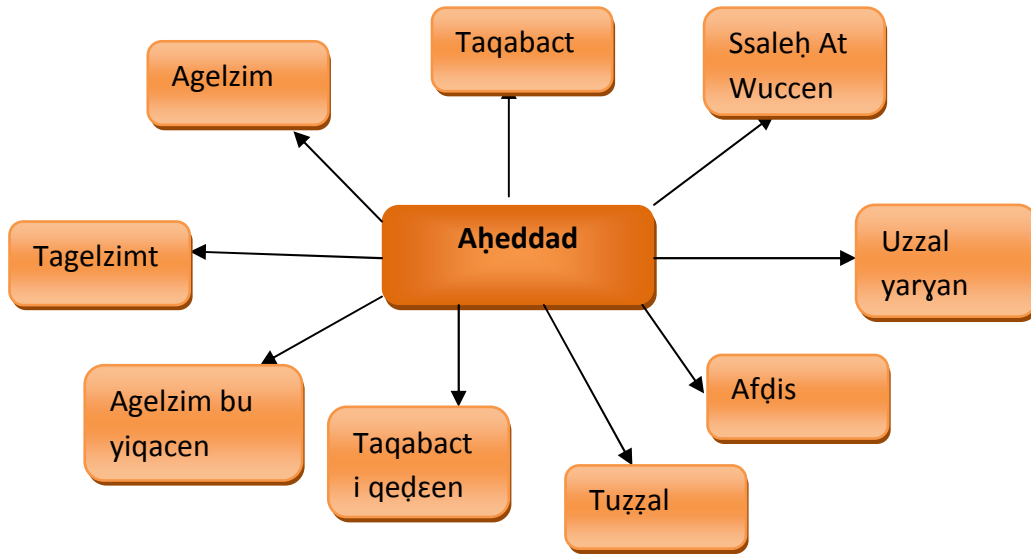 Taqabact
Ssaleḥ At
Wuccen
Agelzim
Aḥeddad
Tagelzimt
Uzzal
yarɣan
Agelzim bu
yiqacen
Taqabact
i qeḍɛen
Afḍis
Tuẓẓal